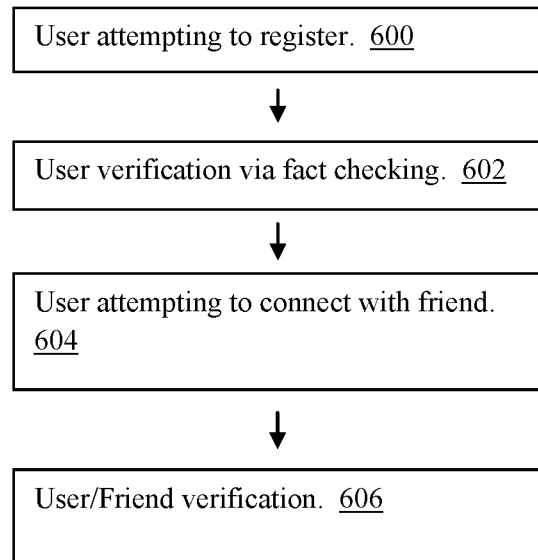 User attempting to register. 600
User verification via fact checking. 602
User attempting to connect with friend.
604
User/Friend verification. 606